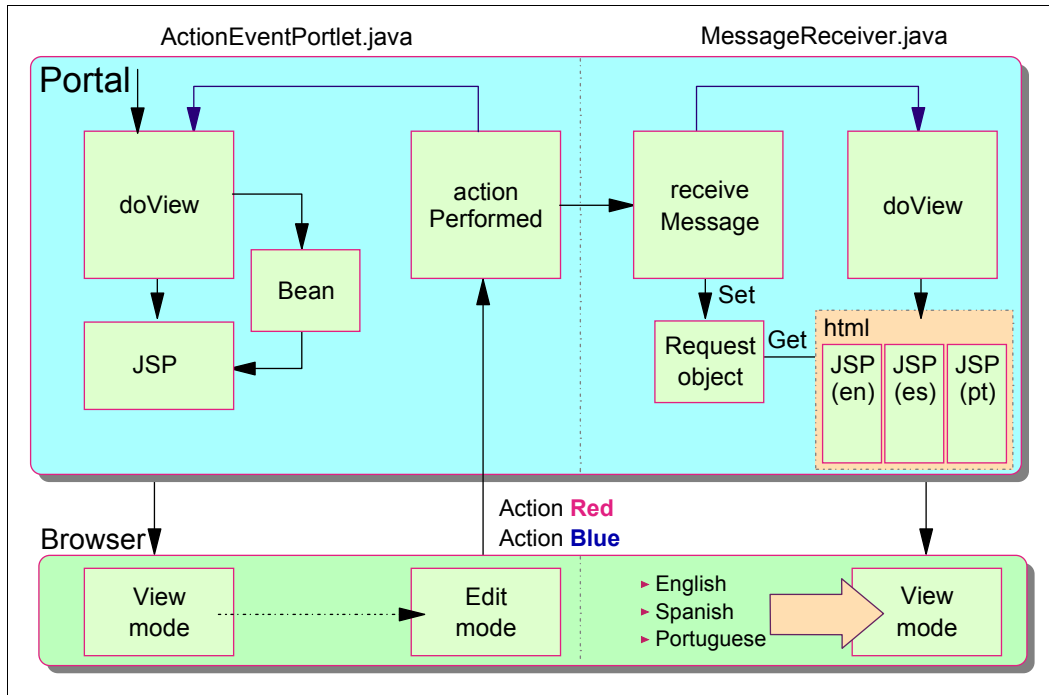 ActionEventPortlet.java
MessageReceiver.java
Portal
doView
action
Performed
receive
Message
doView
Bean
Set
JSP
Request
object
Get
html
JSP
(en)
JSP
(es)
JSP
(pt)
Action Red
Action Blue
Browser
View
mode
Edit
mode
English
Spanish
Portuguese
View
mode